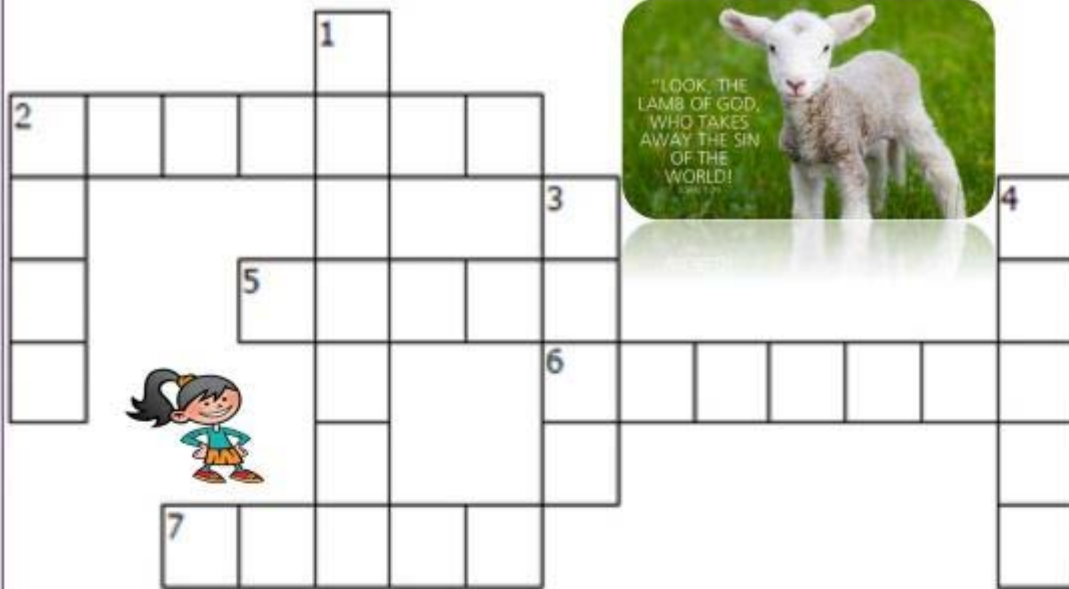 1
"LOOK, THE
LAMB OF GOD,
WHO TAKES
AWAY THE SIN
OF THE
WORLD!
2
3
4
5
6
7